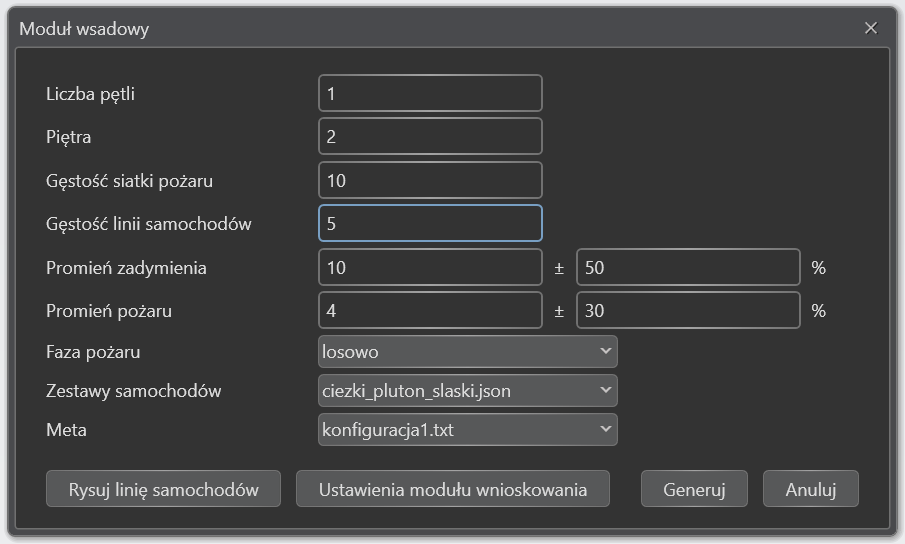 Moduł wsadowy
Liczba pętli 1
Piętra 2
Gęstość siatki pożaru 10
Gęstość linii samochodów 5
Promień zadymienia 10 ± 50 %
Promień pożaru 4 ± 30 %
Faza pożaru losowo
Zestawy samochodów ciezki_pluton_slaski.json
Meta konfiguracja1.txt
Rysuj linię samochodów Ustawienia modułu wnioskowania Generuj Anuluj